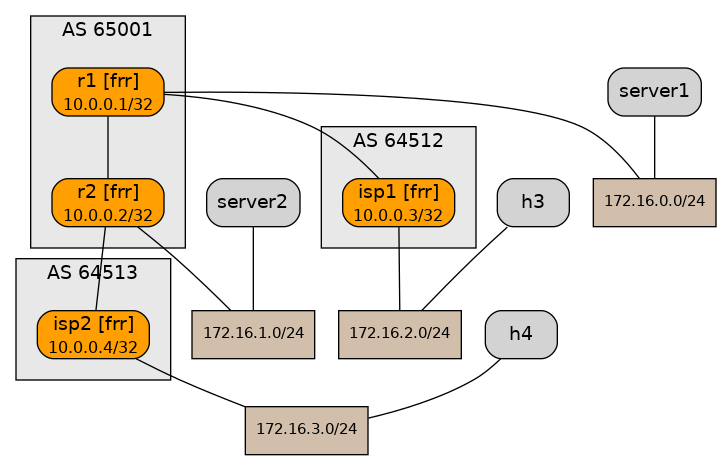 AS 65001
r1 [frr]
10.0.0.1/32
server1
AS 64512
r2 [frr]
10.0.0.2/32
server2
isp1 [frr]
10.0.0.3/32
h3
172.16.0.0/24
AS 64513
isp2 [frr]
10.0.0.4/32
172.16.1.0/24
172.16.2.0/24
h4
172.16.3.0/24